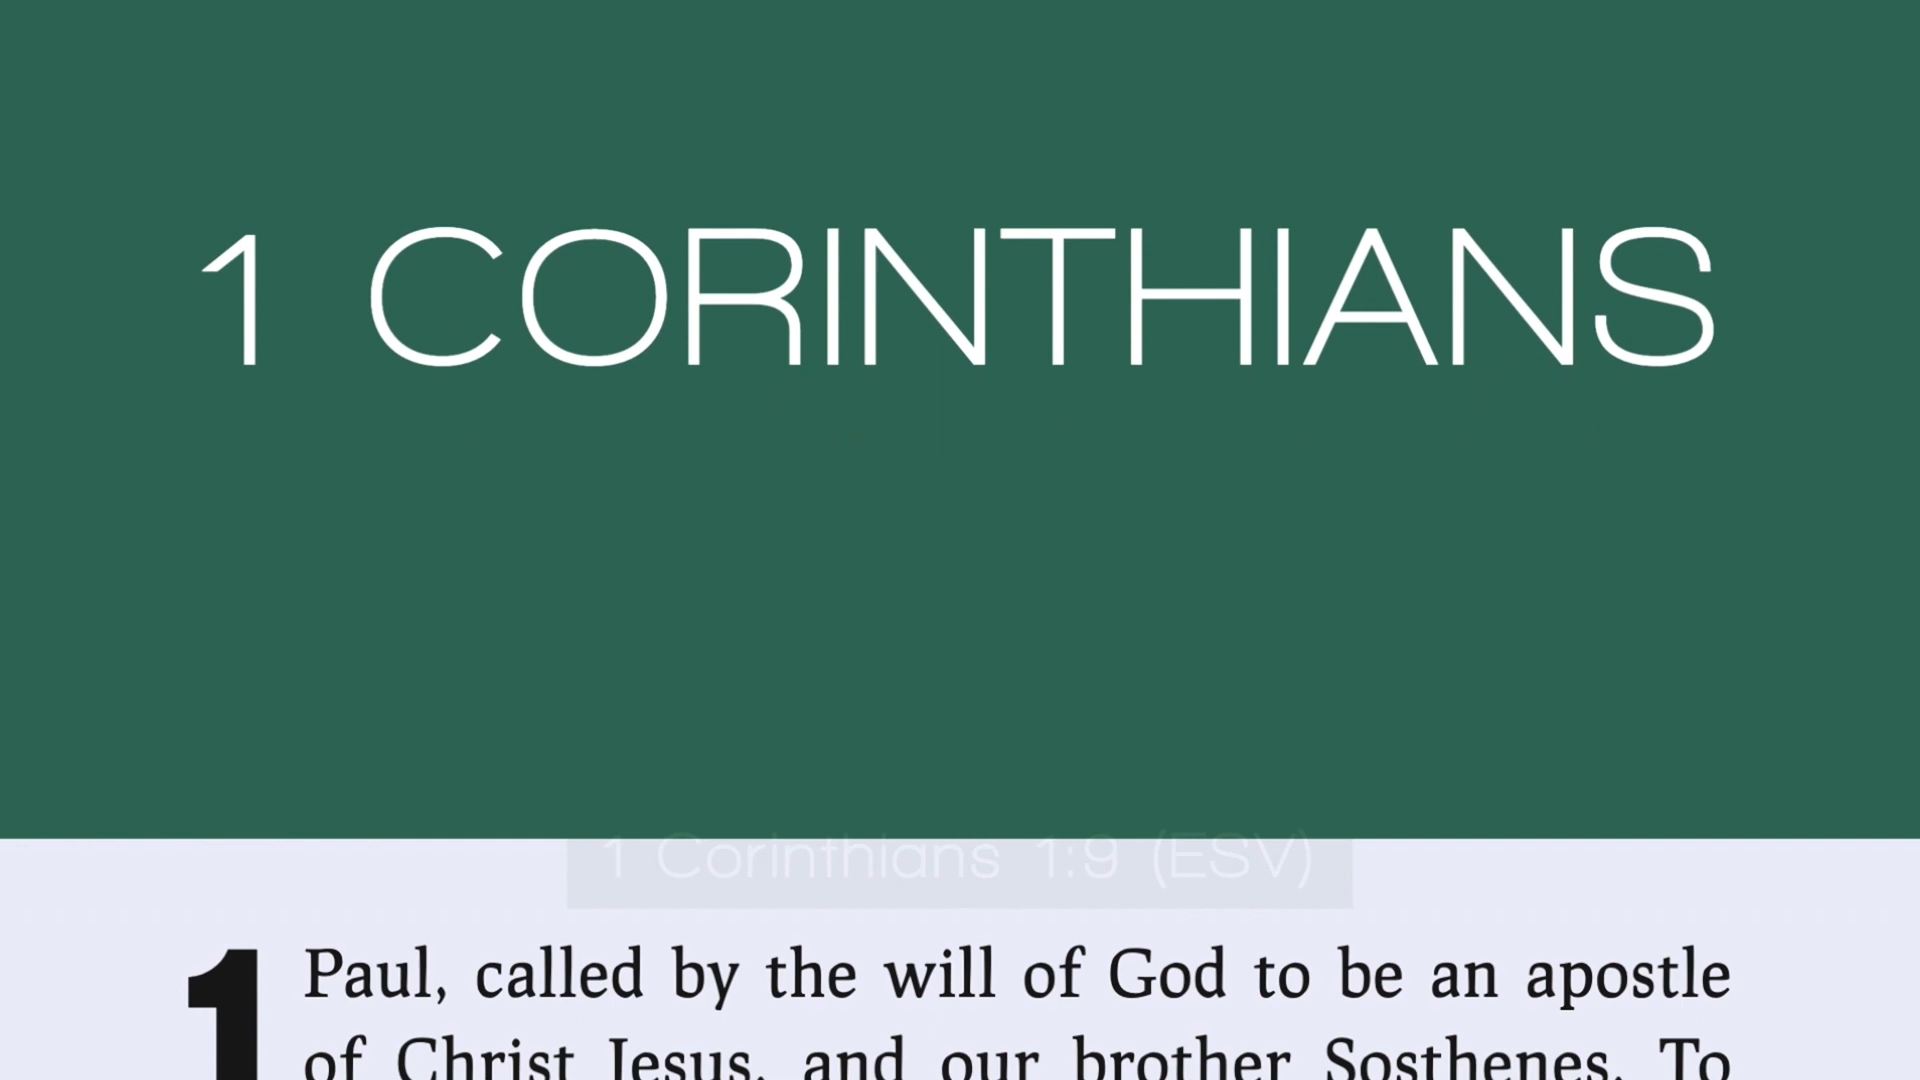 1 CORINTHIANS
1 Corinthians 1:9 (ESV)
1 Paul, called by the will of God to be an apostle
of Christ Jesus, and our brother Sosthenes, To